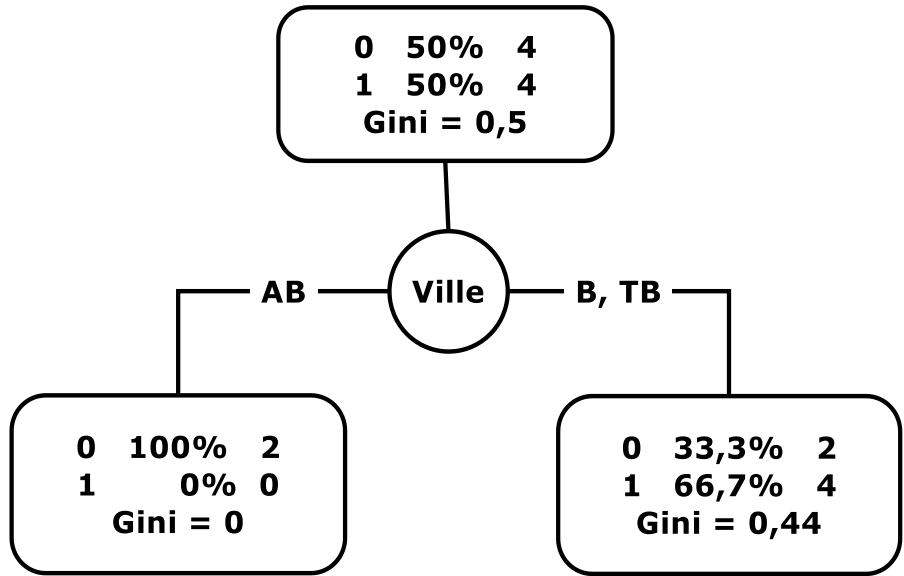 0 50% 4
1 50% 4
Gini = 0,5
AB
Ville
B, TB
0 100% 2
1 0% 0
Gini = 0
0 33,3% 2
1 66,7% 4
Gini = 0,44